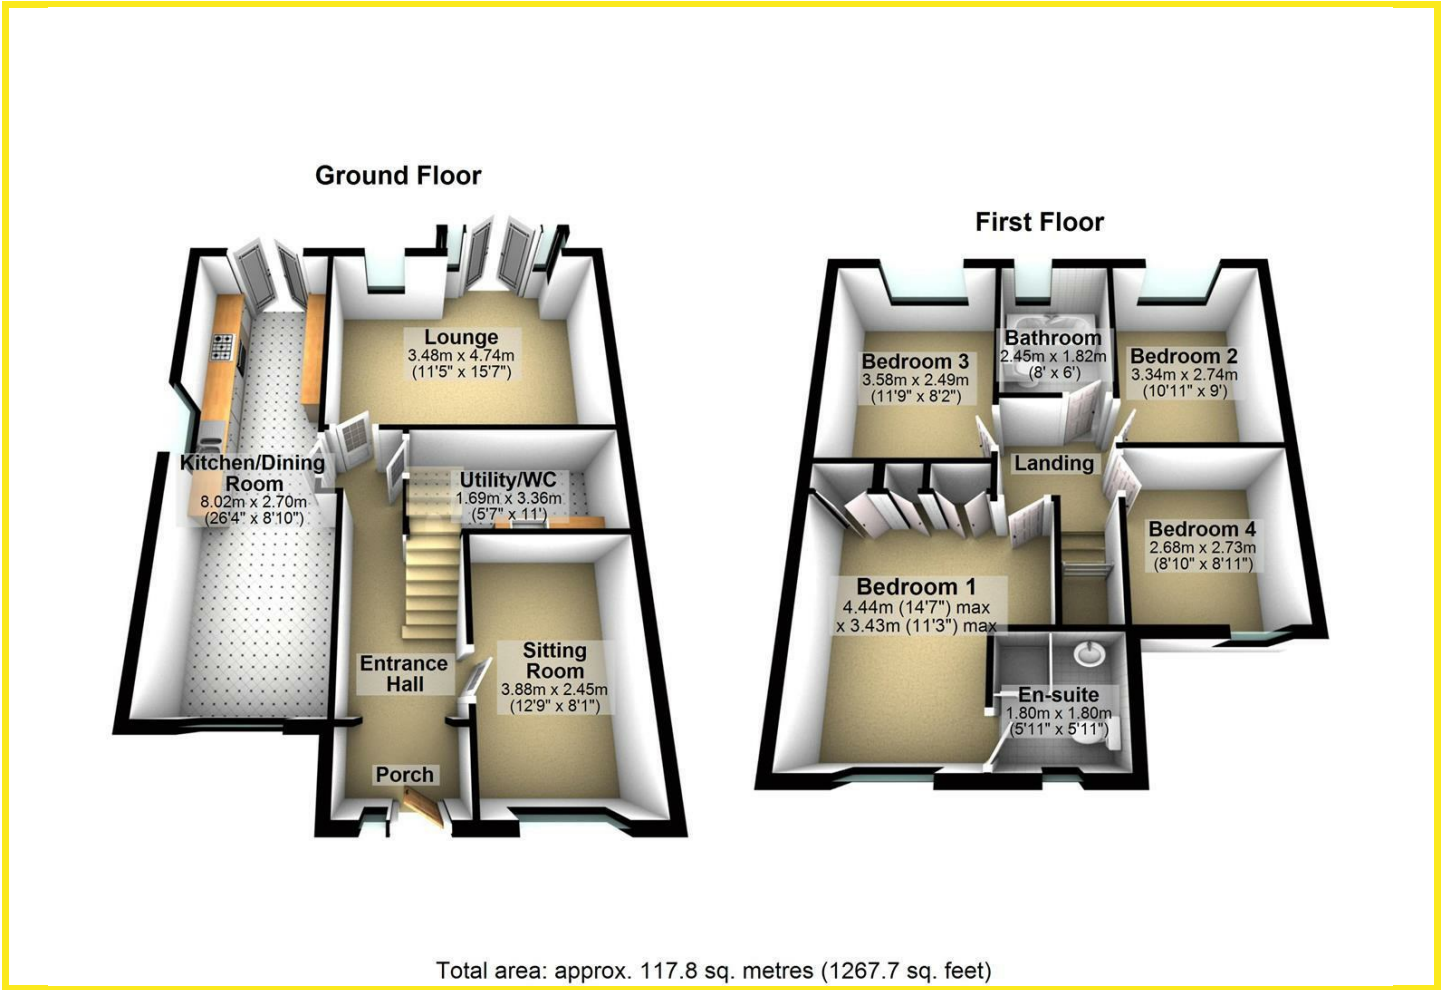 Ground Floor
Lounge
3.48m x 4.74m
(11'5" x 15'7")
Kitchen/Dining
Room
8.02m x 2.70m
(26'4" x 8'10")
Utility/WC
1.69m x 3.36m
(5'7" x 11')
Entrance
Hall
Sitting
Room
3.88m x 2.45m
(12'9" x 8'1")
Porch
First Floor
Bedroom 3
3.58m x 2.49m
(11'9" x 8'2")
Bathroom
2.45m x 1.82m
(8' x 6')
Bedroom 2
3.34m x 2.74m
(10'11" x 9')
Landing
Bedroom 4
2.68m x 2.73m
(8'10" x 8'11")
Bedroom 1
4.44m (14'7") max
x 3.43m (11'3") max
En-suite
1.80m x 1.80m
(5'11" x 5'11")
Total area: approx. 117.8 sq. metres (1267.7 sq. feet)